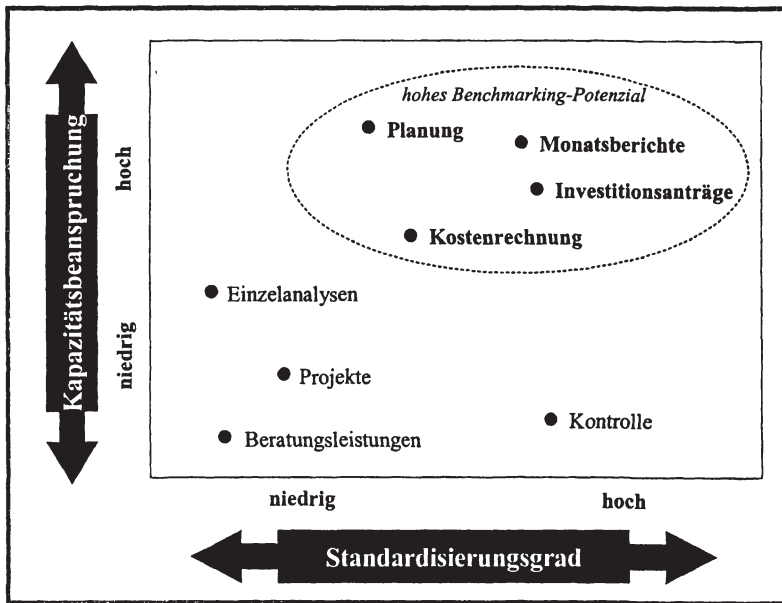 hohes Benchmarking-Potenzial
Planung
Monatsberichte
Investitionsanträge
Kostenrechnung
Einzelanalysen
Projekte
Kontrolle
Beratungsleistungen
Kapazitätsbeanspruchung
hoch
niedrig
niedrig
hoch
Standardisierungsgrad